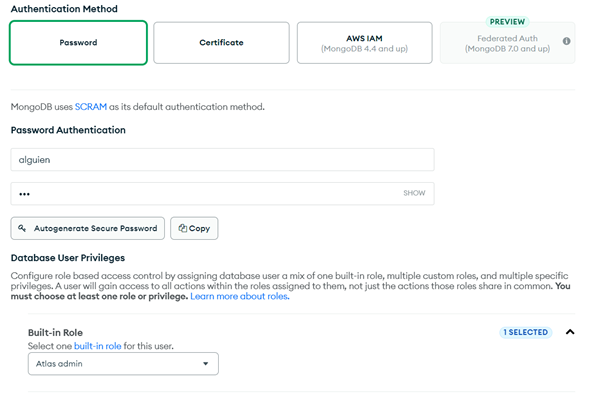 Authentication Method
PREVIEW
Password
Certificate
AWS IAM
(MongoDB 4.4 and up)
Federated Auth
(MongoDB 7.0 and up)
MongoDB uses SCRAM as its default authentication method.
Password Authentication
alguien
•••
SHOW
Autogenerate Secure Password
Copy
Database User Privileges
Configure role based access control by assigning database user a mix of one built-in role, multiple custom roles, and multiple specific
privileges. A user will gain access to all actions within the roles assigned to them, not just the actions those roles share in common. You
must choose at least one role or privilege. Learn more about roles.
Built-in Role
1 SELECTED
Select one built-in role for this user.
Atlas admin